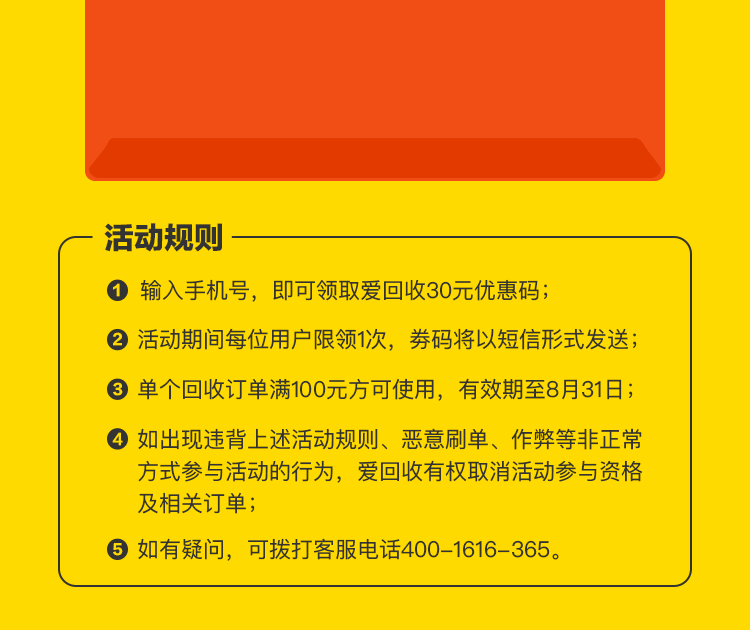 活动规则
❶ 输入手机号，即可领取爱回收30元优惠码；
❷ 活动期间每位用户限领1次，券码将以短信形式发送；
❸ 单个回收订单满100元方可使用，有效期至8月31日；
❹ 如出现违背上述活动规则、恶意刷单、作弊等非正常
方式参与活动的行为，爱回收有权取消活动参与资格
及相关订单；
❺ 如有疑问，可拨打客服电话400-1616-365。